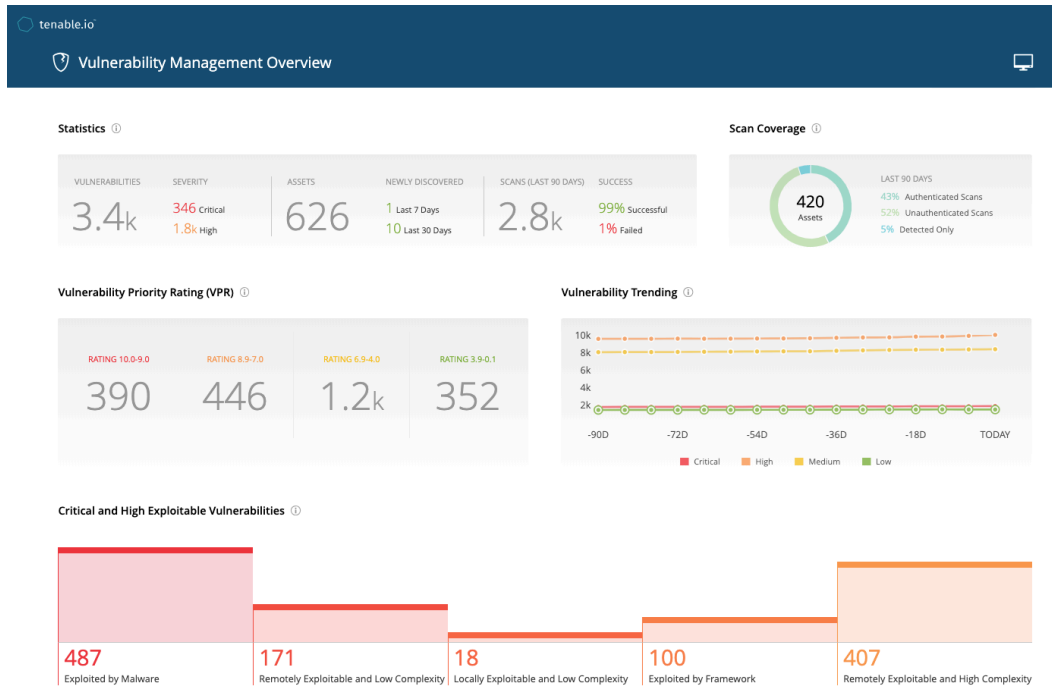 tenable.io
Vulnerability Management Overview
Statistics
Scan Coverage
VULNERABILITIES
3.4k
SEVERITY
346 Critical
1.8k High
ASSETS
626
NEWLY DISCOVERED
1 Last 7 Days
10 Last 30 Days
SCANS (LAST 90 DAYS)
2.8k
SUCCESS
99% Successful
1% Failed
420
Assets
LAST 90 DAYS
43% Authenticated Scans
52% Unauthenticated Scans
5% Detected Only
Vulnerability Priority Rating (VPR)
RATING 10.0-9.0
390
RATING 8.9-7.0
446
RATING 6.9-4.0
1.2k
RATING 3.9-0.1
352
Vulnerability Trending
10k
8k
6k
4k
2k
-90D -72D -54D -36D -18D TODAY
Critical High Medium Low
Critical and High Exploitable Vulnerabilities
487
Exploited by Malware
171
Remotely Exploitable and Low Complexity
18
Locally Exploitable and Low Complexity
100
Exploited by Framework
407
Remotely Exploitable and High Complexity